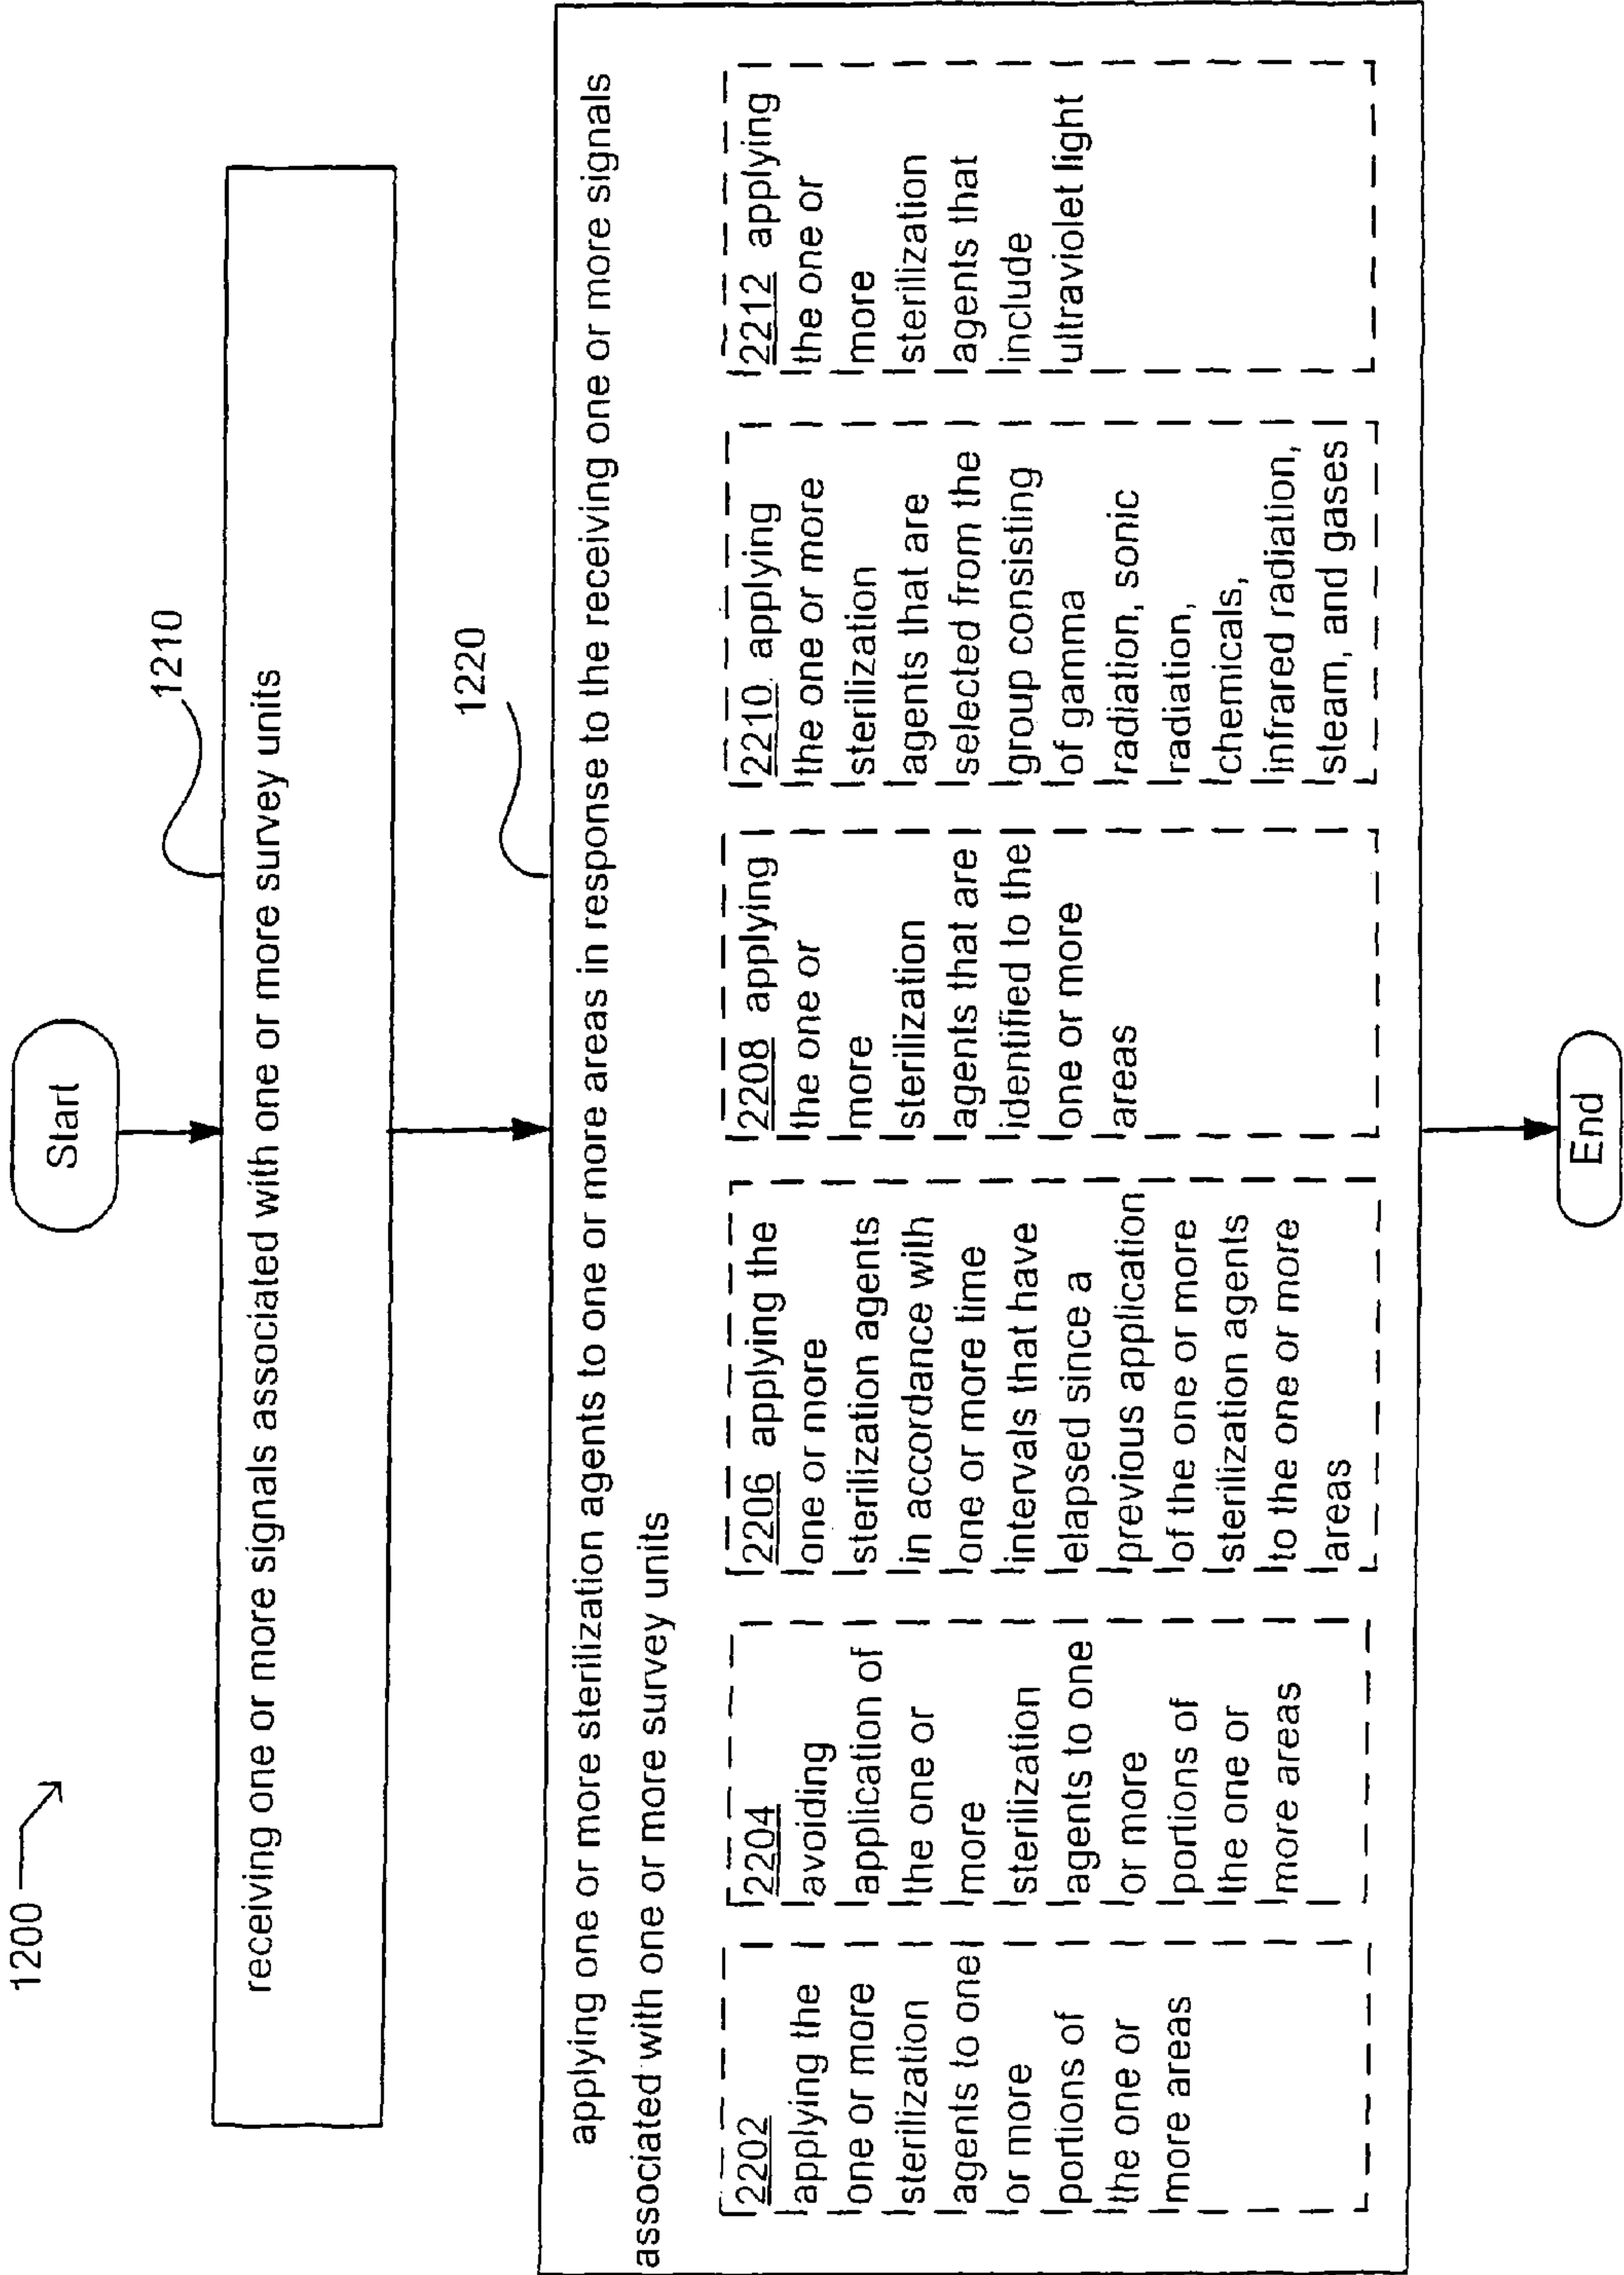 1200
Start
1210
receiving one or more signals associated with one or more survey units
1220
applying one or more sterilization agents to one or more areas in response to the receiving one or more signals
associated with one or more survey units
2202
applying the
one or more
sterilization
agents to one
or more
portions of
the one or
more areas
2204
avoiding
application of
the one or
more
sterilization
agents to one
or more
portions of
the one or
more areas
2206 applying the
one or more
sterilization agents
in accordance with
one or more time
intervals that have
elapsed since a
previous application
of the one or more
sterilization agents
to the one or more
areas
2208 applying
the one or
more
sterilization
agents that are
identified to the
one or more
areas
2210 applying
the one or more
sterilization
agents that are
selected from the
group consisting
of gamma
radiation, sonic
radiation,
chemicals,
infrared radiation,
steam, and gases
2212 applying
the one or
more
sterilization
agents that
include
ultraviolet light
End